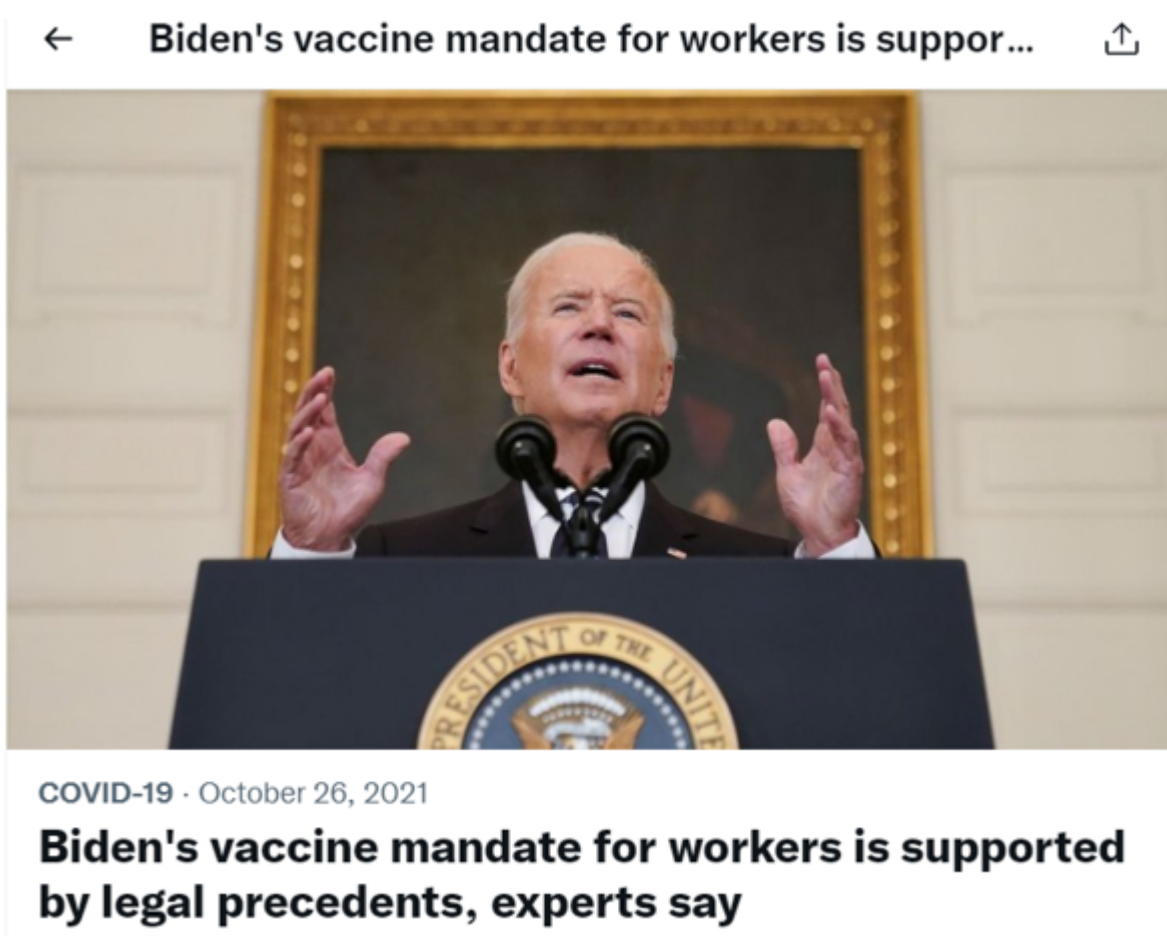 Biden's vaccine mandate for workers is suppor...
PRESIDENT OF THE UNITE
COVID-19 · October 26, 2021
Biden's vaccine mandate for workers is supported
by legal precedents, experts say